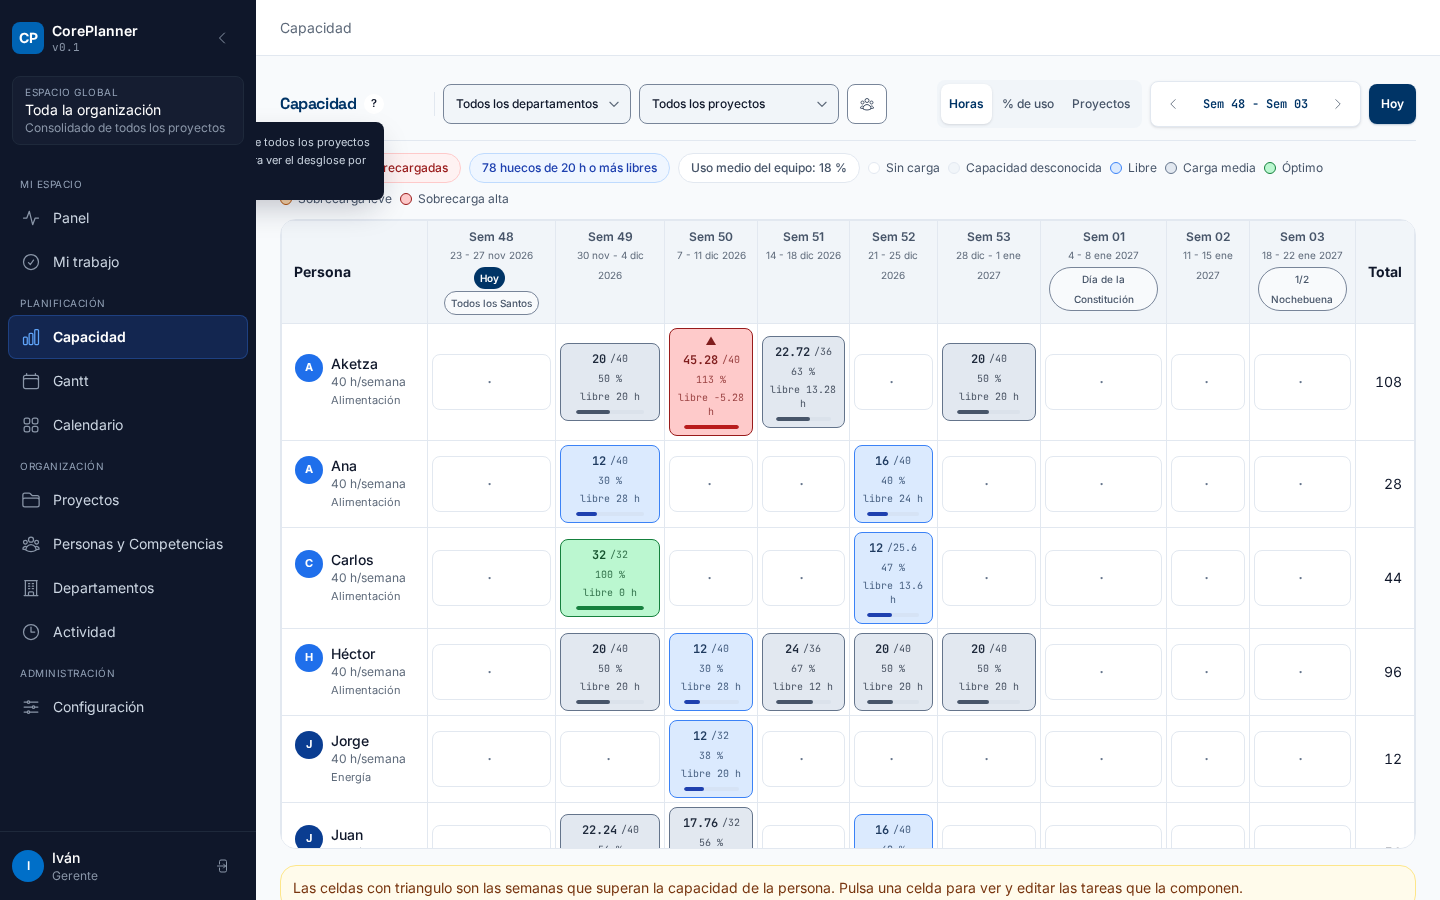 CP
CorePlanner
v0.1
ESPACIO GLOBAL
Toda la organización
Consolidado de todos los proyectos
MI ESPACIO
Panel
Mi trabajo
PLANIFICACIÓN
Capacidad
Gantt
Calendario
ORGANIZACIÓN
Proyectos
Personas y Competencias
Departamentos
Actividad
ADMINISTRACIÓN
Configuración
I
Iván
Gerente
Capacidad
Capacidad ?
Todos los departamentos
Todos los proyectos
Horas
% de uso
Proyectos
Sem 48 - Sem 03
Hoy
e todos los proyectos
ver el desglose por
recargadas
78 huecos de 20 h o más libres
Uso medio del equipo: 18 %
Sin carga
Capacidad desconocida
Libre
Carga media
Óptimo
Sobrecarga leve
Sobrecarga alta
Persona
Sem 48
23 - 27 nov 2026
Hoy
Todos los Santos
Sem 49
30 nov - 4 dic
2026
Sem 50
7 - 11 dic 2026
Sem 51
14 - 18 dic 2026
Sem 52
21 - 25 dic
2026
Sem 53
28 dic - 1 ene
2027
Sem 01
4 - 8 ene 2027
Día de la
Constitución
Sem 02
11 - 15 ene
2027
Sem 03
18 - 22 ene 2027
1/2
Nochebuena
Total
A
Aketza
40 h/semana
Alimentación
·
20 /40
50 %
libre 20 h
45.28 /40
113 %
libre -5.28
h
22.72 /36
63 %
libre 13.28
h
·
20 /40
50 %
libre 20 h
·
·
·
108
A
Ana
40 h/semana
Alimentación
·
12 /40
30 %
libre 28 h
·
·
16 /40
40 %
libre 24 h
·
·
·
·
28
C
Carlos
40 h/semana
Alimentación
·
32 /32
100 %
libre 0 h
·
·
12 /25.6
47 %
libre 13.6
h
·
·
·
·
44
H
Héctor
40 h/semana
Alimentación
·
20 /40
50 %
libre 20 h
12 /40
30 %
libre 28 h
24 /36
67 %
libre 12 h
20 /40
50 %
libre 20 h
20 /40
50 %
libre 20 h
·
·
·
96
J
Jorge
40 h/semana
Energía
·
·
12 /32
38 %
libre 20 h
·
·
·
·
·
·
12
J
Juan
22.24 /40
17.76 /32
56 %
16 /40
Las celdas con triangulo son las semanas que superan la capacidad de la persona. Pulsa una celda para ver y editar las tareas que la componen.